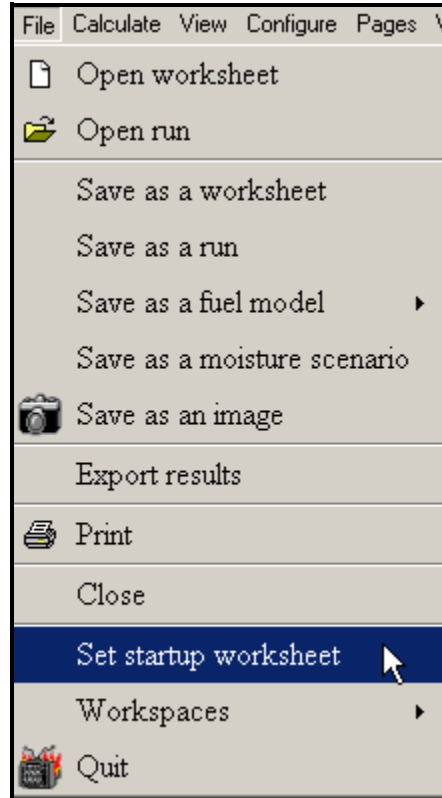 File Calculate View Configure Pages
Open worksheet
Open run
Save as a worksheet
Save as a run
Save as a fuel model
Save as a moisture scenario
Save as an image
Export results
Print
Close
Set startup worksheet
Workspaces
Quit